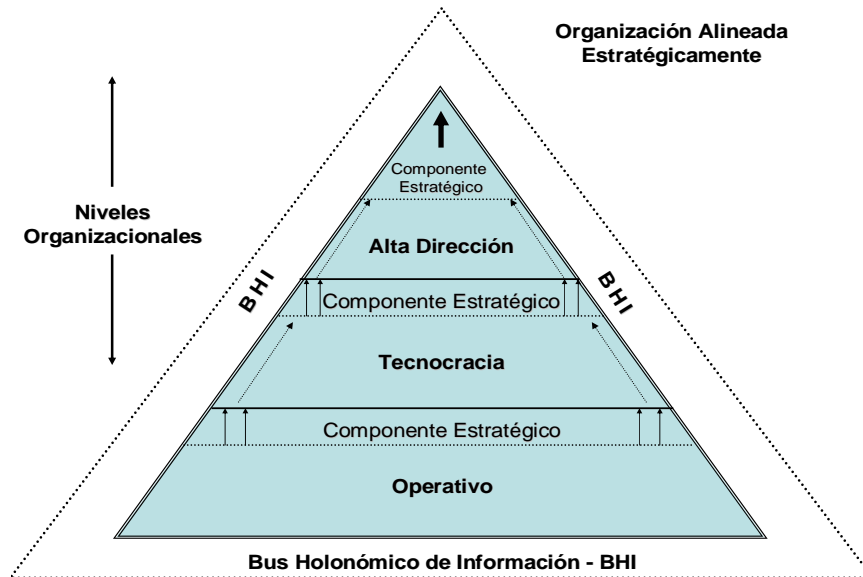 Organización Alineada
Estratégicamente
Componente
Estratégico
Niveles
Organizacionales
Alta Dirección
BHI
BHI
Componente Estratégico
Tecnocracia
Componente Estratégico
Operativo
Bus Holonómico de Información - BHI